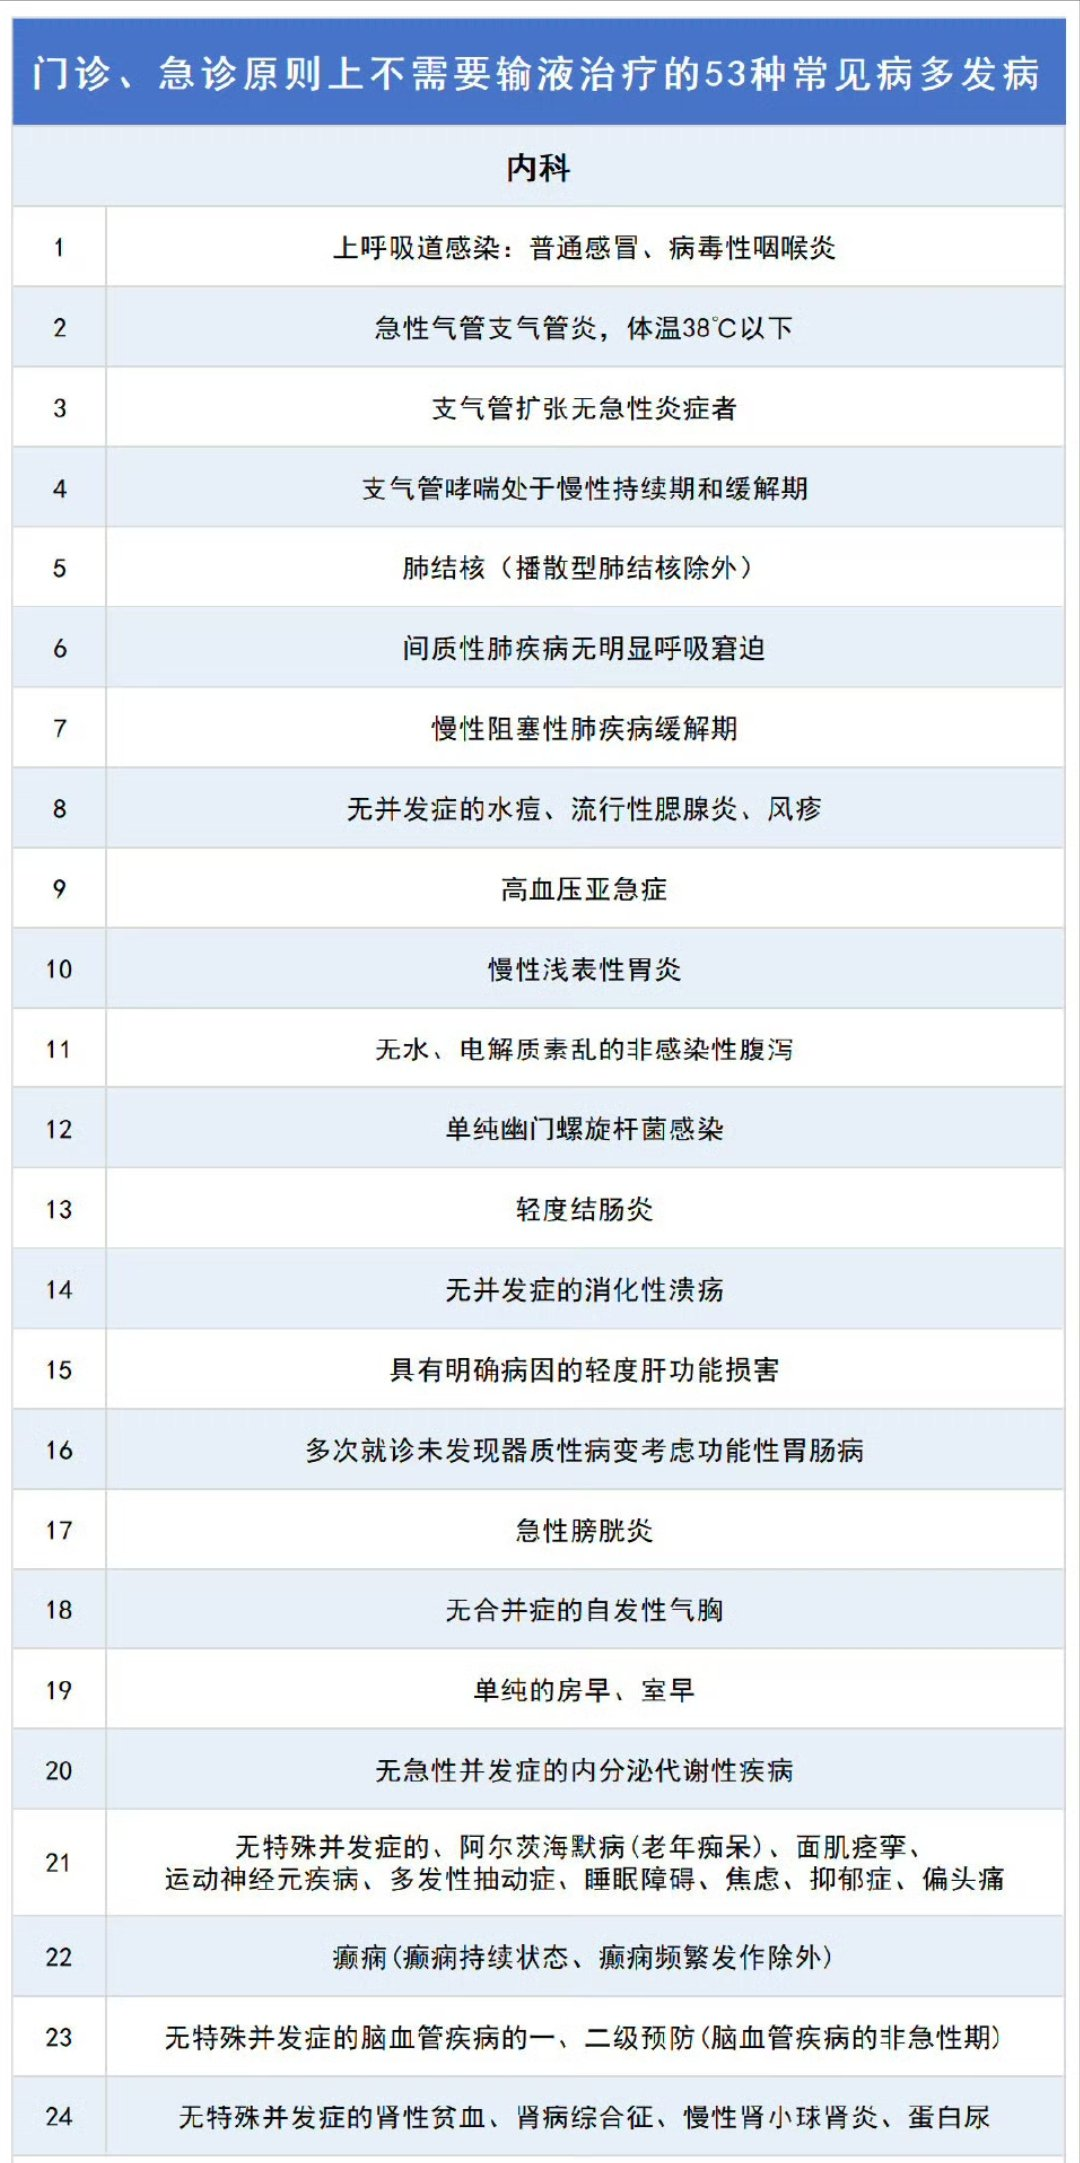 门诊、急诊原则上不需要输液治疗的53种常见病多发病
内科
1 上呼吸道感染：普通感冒、病毒性咽喉炎
2 急性气管支气管炎，体温38℃以下
3 支气管扩张无急性炎症者
4 支气管哮喘处于慢性持续期和缓解期
5 肺结核（播散型肺结核除外）
6 间质性肺疾病无明显呼吸窘迫
7 慢性阻塞性肺疾病缓解期
8 无并发症的水痘、流行性腮腺炎、风疹
9 高血压亚急症
10 慢性浅表性胃炎
11 无水、电解质紊乱的非感染性腹泻
12 单纯幽门螺旋杆菌感染
13 轻度结肠炎
14 无并发症的消化性溃疡
15 具有明确病因的轻度肝功能损害
16 多次就诊未发现器质性病变考虑功能性胃肠病
17 急性膀胱炎
18 无合并症的自发性气胸
19 单纯的房早、室早
20 无急性并发症的内分泌代谢性疾病
21 无特殊并发症的、阿尔茨海默病(老年痴呆)、面肌痉挛、
运动神经元疾病、多发性抽动症、睡眠障碍、焦虑、抑郁症、偏头痛
22 癫痫(癫痫持续状态、癫痫频繁发作除外)
23 无特殊并发症的脑血管疾病的一、二级预防(脑血管疾病的非急性期)
24 无特殊并发症的肾性贫血、肾病综合征、慢性肾小球肾炎、蛋白尿